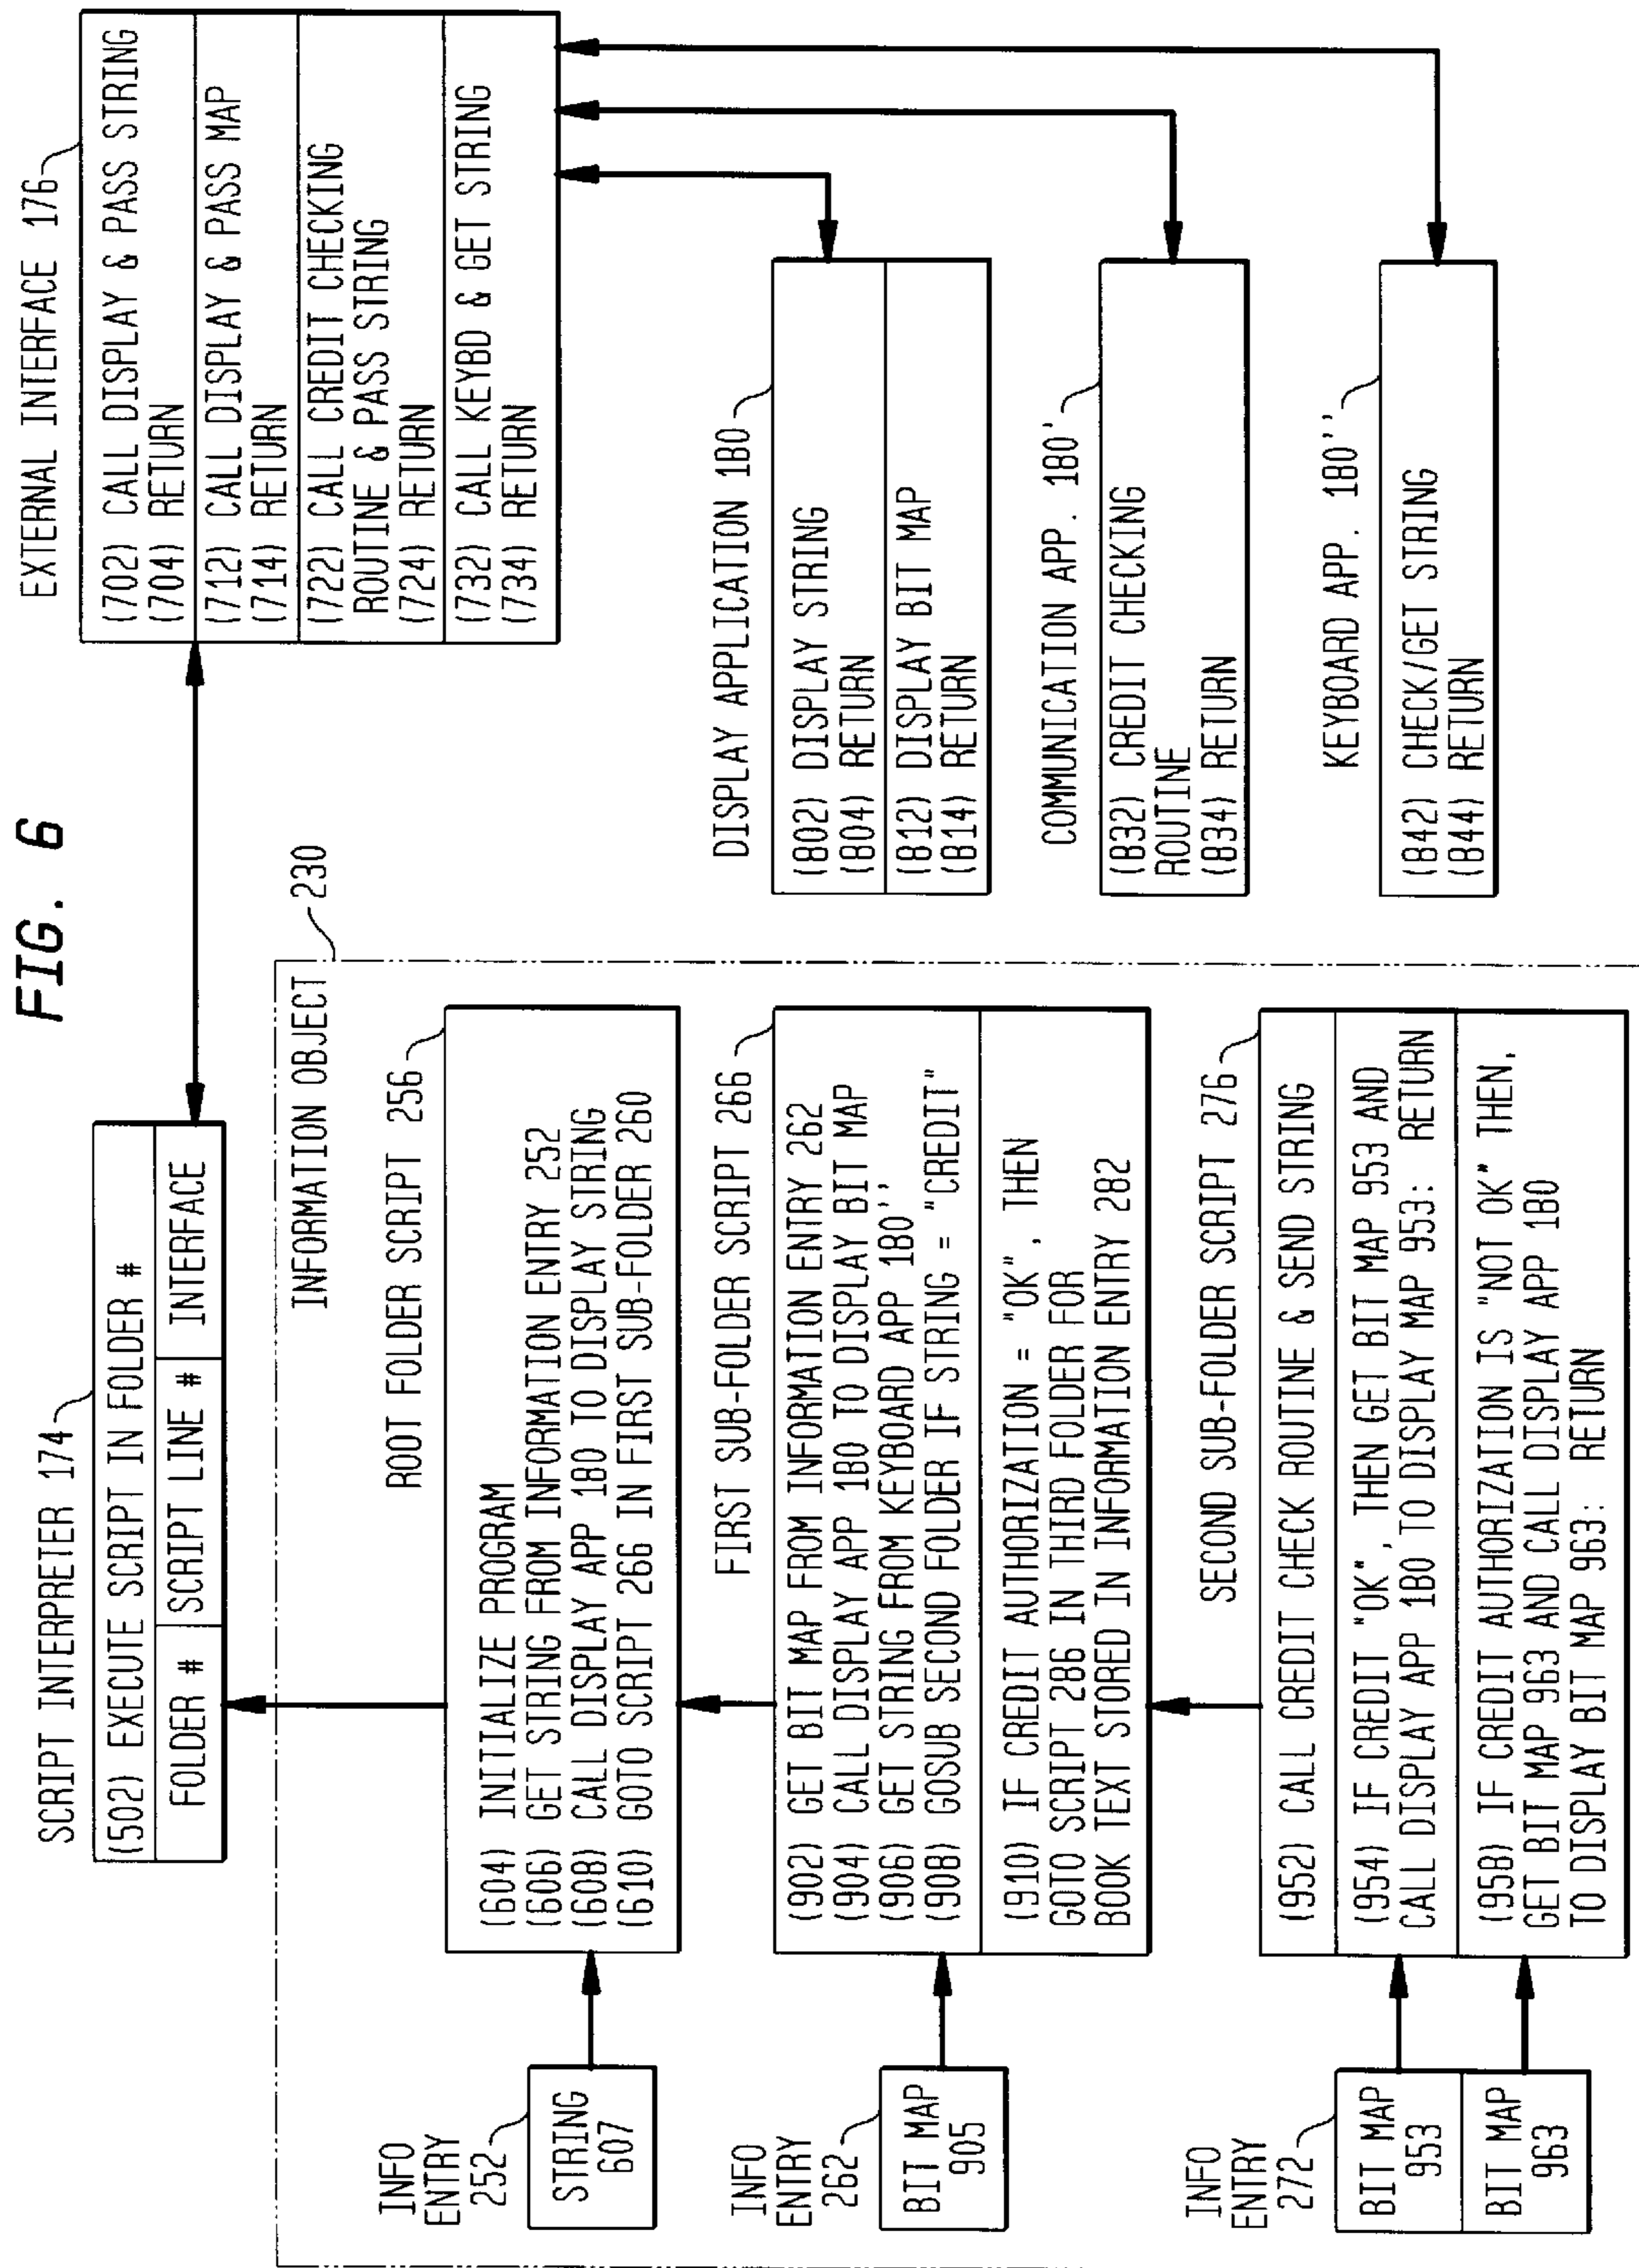 FIG. 6
SCRIPT INTERPRETER 174
(502) EXECUTE SCRIPT IN FOLDER #
FOLDER # SCRIPT LINE # INTERFACE
EXTERNAL INTERFACE 176
(702) CALL DISPLAY & PASS STRING
(704) RETURN
(712) CALL DISPLAY & PASS MAP
(714) RETURN
(722) CALL CREDIT CHECKING
ROUTINE & PASS STRING
(724) RETURN
(732) CALL KEYBD & GET STRING
(734) RETURN
INFORMATION OBJECT 230
ROOT FOLDER SCRIPT 256
(604) INITIALIZE PROGRAM
(606) GET STRING FROM INFORMATION ENTRY 252
(608) CALL DISPLAY APP 180 TO DISPLAY STRING
(610) GOTO SCRIPT 266 IN FIRST SUB-FOLDER 260
INFO
ENTRY
252
STRING
607
FIRST SUB-FOLDER SCRIPT 266
(902) GET BIT MAP FROM INFORMATION ENTRY 262
(904) CALL DISPLAY APP 180 TO DISPLAY BIT MAP
(906) GET STRING FROM KEYBOARD APP 180''
(908) GOSUB SECOND FOLDER IF STRING = "CREDIT"
(910) IF CREDIT AUTHORIZATION = "OK", THEN
GOTO SCRIPT 286 IN THIRD FOLDER FOR
BOOK TEXT STORED IN INFORMATION ENTRY 282
INFO
ENTRY
262
BIT MAP
905
SECOND SUB-FOLDER SCRIPT 276
(952) CALL CREDIT CHECK ROUTINE & SEND STRING
(954) IF CREDIT "OK", THEN GET BIT MAP 953 AND
CALL DISPLAY APP 180 TO DISPLAY MAP 953: RETURN
(958) IF CREDIT AUTHORIZATION IS "NOT OK" THEN,
GET BIT MAP 963 AND CALL DISPLAY APP 180
TO DISPLAY BIT MAP 963: RETURN
INFO
ENTRY
272
BIT MAP
953
BIT MAP
963
DISPLAY APPLICATION 180
(802) DISPLAY STRING
(804) RETURN
(812) DISPLAY BIT MAP
(814) RETURN
COMMUNICATION APP. 180'
(832) CREDIT CHECKING
ROUTINE
(834) RETURN
KEYBOARD APP. 180''
(842) CHECK/GET STRING
(844) RETURN